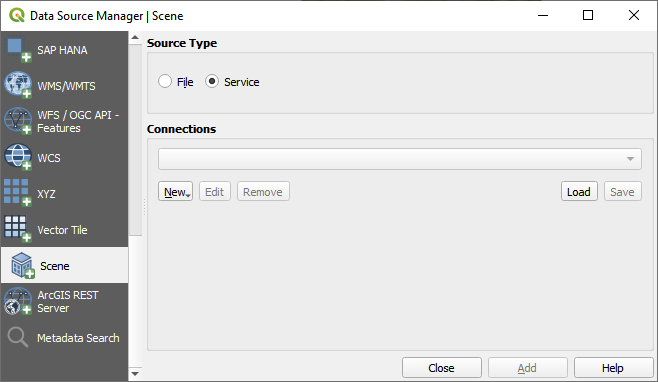 Data Source Manager | Scene
SAP HANA
WMS/WMTS
WFS / OGC API -
Features
WCS
XYZ
Vector Tile
Scene
ArcGIS REST
Server
Metadata Search
Source Type
File
Service
Connections
New
Edit
Remove
Load
Save
Close
Add
Help